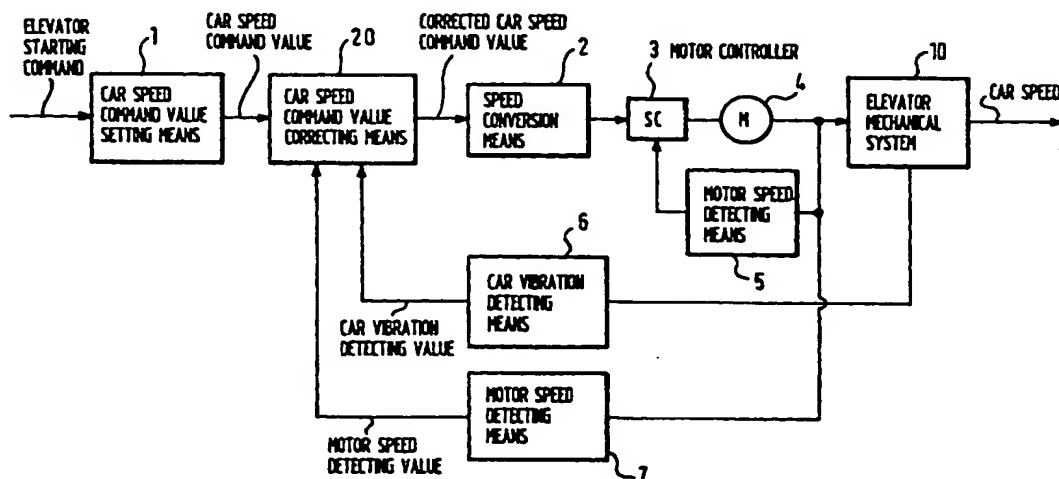 ELEVATOR
STARTING
COMMAND
1
CAR SPEED
COMMAND VALUE
SETTING MEANS
CAR SPEED
COMMAND VALUE
20
CAR SPEED
COMMAND VALUE
CORRECTING MEANS
CORRECTED CAR SPEED
COMMAND VALUE
2
SPEED
CONVERSION
MEANS
3 MOTOR CONTROLLER
SC
4
M
10
ELEVATOR
MECHANICAL
SYSTEM
CAR SPEED
MOTOR SPEED
DETECTING
MEANS
5
6
CAR VIBRATION
DETECTING
MEANS
CAR VIBRATION
DETECTING VALUE
MOTOR SPEED
DETECTING
MEANS
7
MOTOR SPEED
DETECTING VALUE